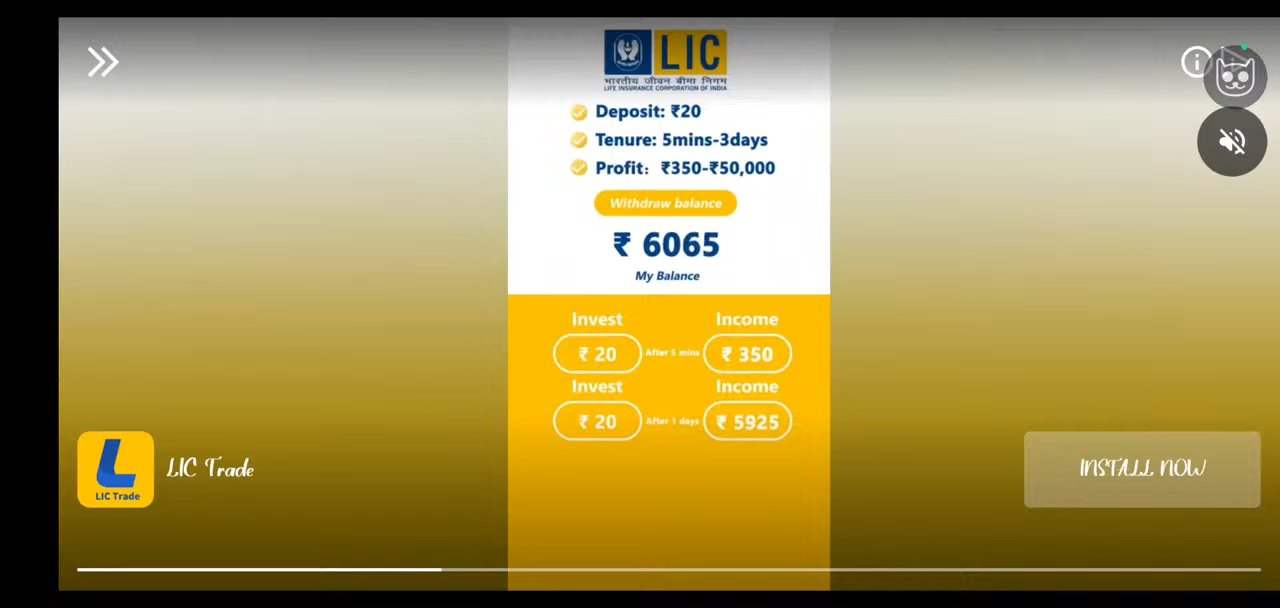 LIC
भारतीय जीवन बीमा निगम
LIFE INSURANCE CORPORATION OF INDIA
Deposit: ₹20
Tenure: 5mins-3days
Profit: ₹350-₹50,000
Withdraw balance
₹ 6065
My Balance
Invest Income
₹ 20 After 5 mins ₹ 350
Invest Income
₹ 20 After 1 days ₹ 5925
LIC Trade
LIC Trade
INSTALL NOW